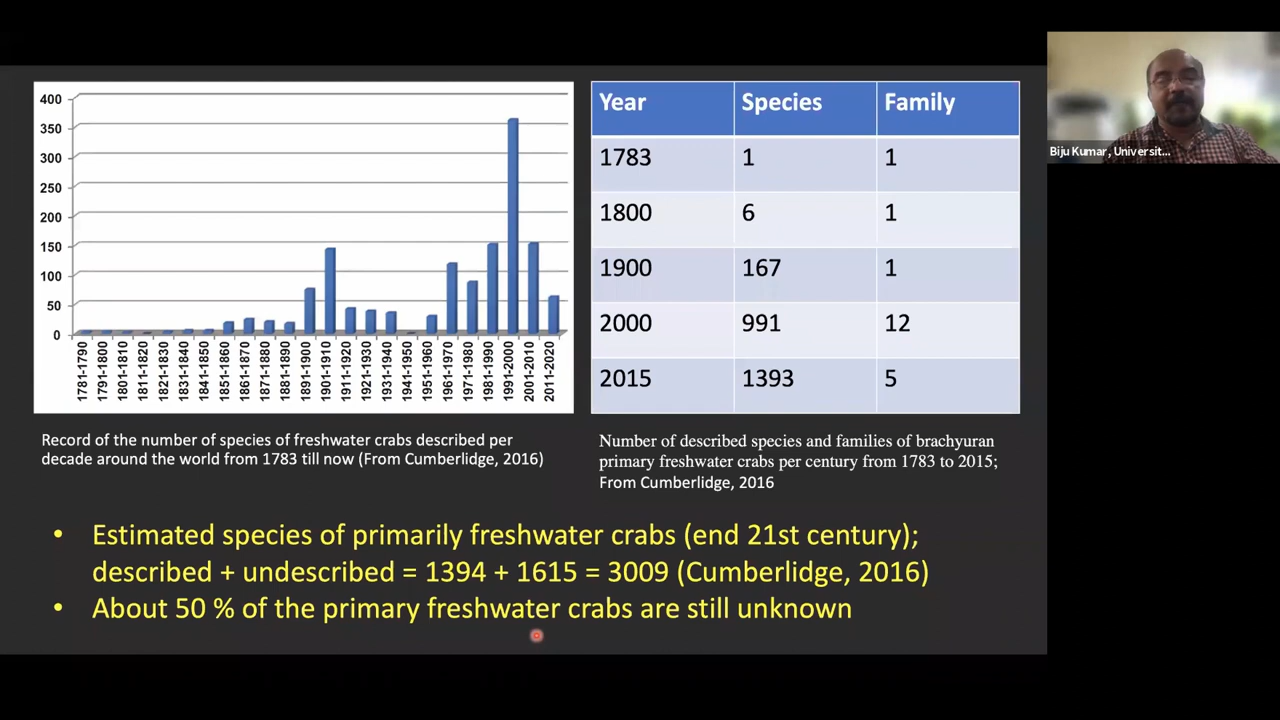 400
350
300
250
200
150
100
50
0
1781-1790
1791-1800
1801-1810
1811-1820
1821-1830
1831-1840
1841-1850
1851-1860
1861-1870
1871-1880
1881-1890
1891-1900
1901-1910
1911-1920
1921-1930
1931-1940
1941-1950
1951-1960
1961-1970
1971-1980
1981-1990
1991-2000
2001-2010
2011-2020
Record of the number of species of freshwater crabs described per
decade around the world from 1783 till now (From Cumberlidge, 2016)
Year Species Family
1783 1 1
1800 6 1
1900 167 1
2000 991 12
2015 1393 5
Number of described species and families of brachyuran
primary freshwater crabs per century from 1783 to 2015;
From Cumberlidge, 2016
• Estimated species of primarily freshwater crabs (end 21st century);
described + undescribed = 1394 + 1615 = 3009 (Cumberlidge, 2016)
• About 50 % of the primary freshwater crabs are still unknown
Biju Kumar, Universit...